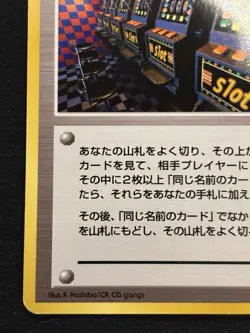 slot
slot
あなたの山札をよく切り、その上か
カードを見て、相手プレイヤーに
その中に2枚以上「同じ名前のカー
たら、それらをあなたの手札に加え
その後、「同じ名前のカード」でなか
を山札にもどし、その山札をよく切
Illus.K Hoshiba/CR CG gangs